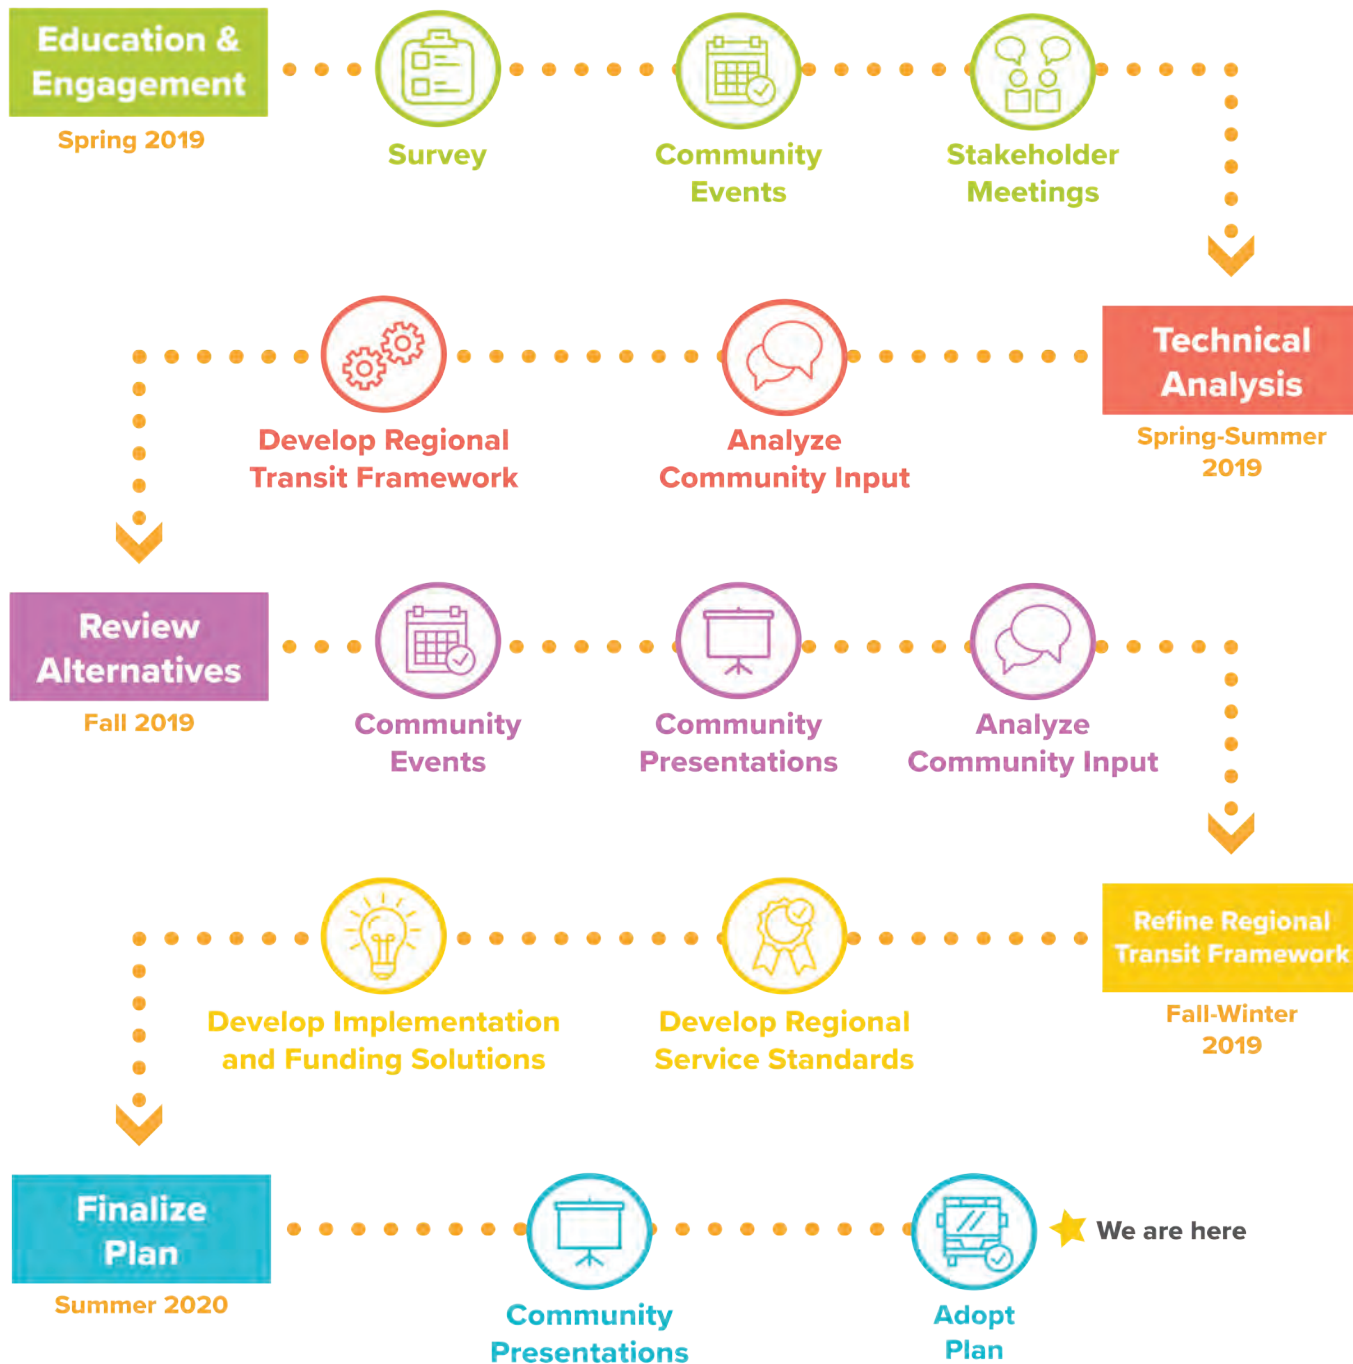 Education &
Engagement
Spring 2019
Survey
Community
Events
Stakeholder
Meetings
Technical
Analysis
Spring-Summer
2019
Analyze
Community Input
Develop Regional
Transit Framework
Review
Alternatives
Fall 2019
Community
Events
Community
Presentations
Analyze
Community Input
Refine Regional
Transit Framework
Fall-Winter
2019
Develop Regional
Service Standards
Develop Implementation
and Funding Solutions
Finalize
Plan
Summer 2020
Community
Presentations
Adopt
Plan
We are here